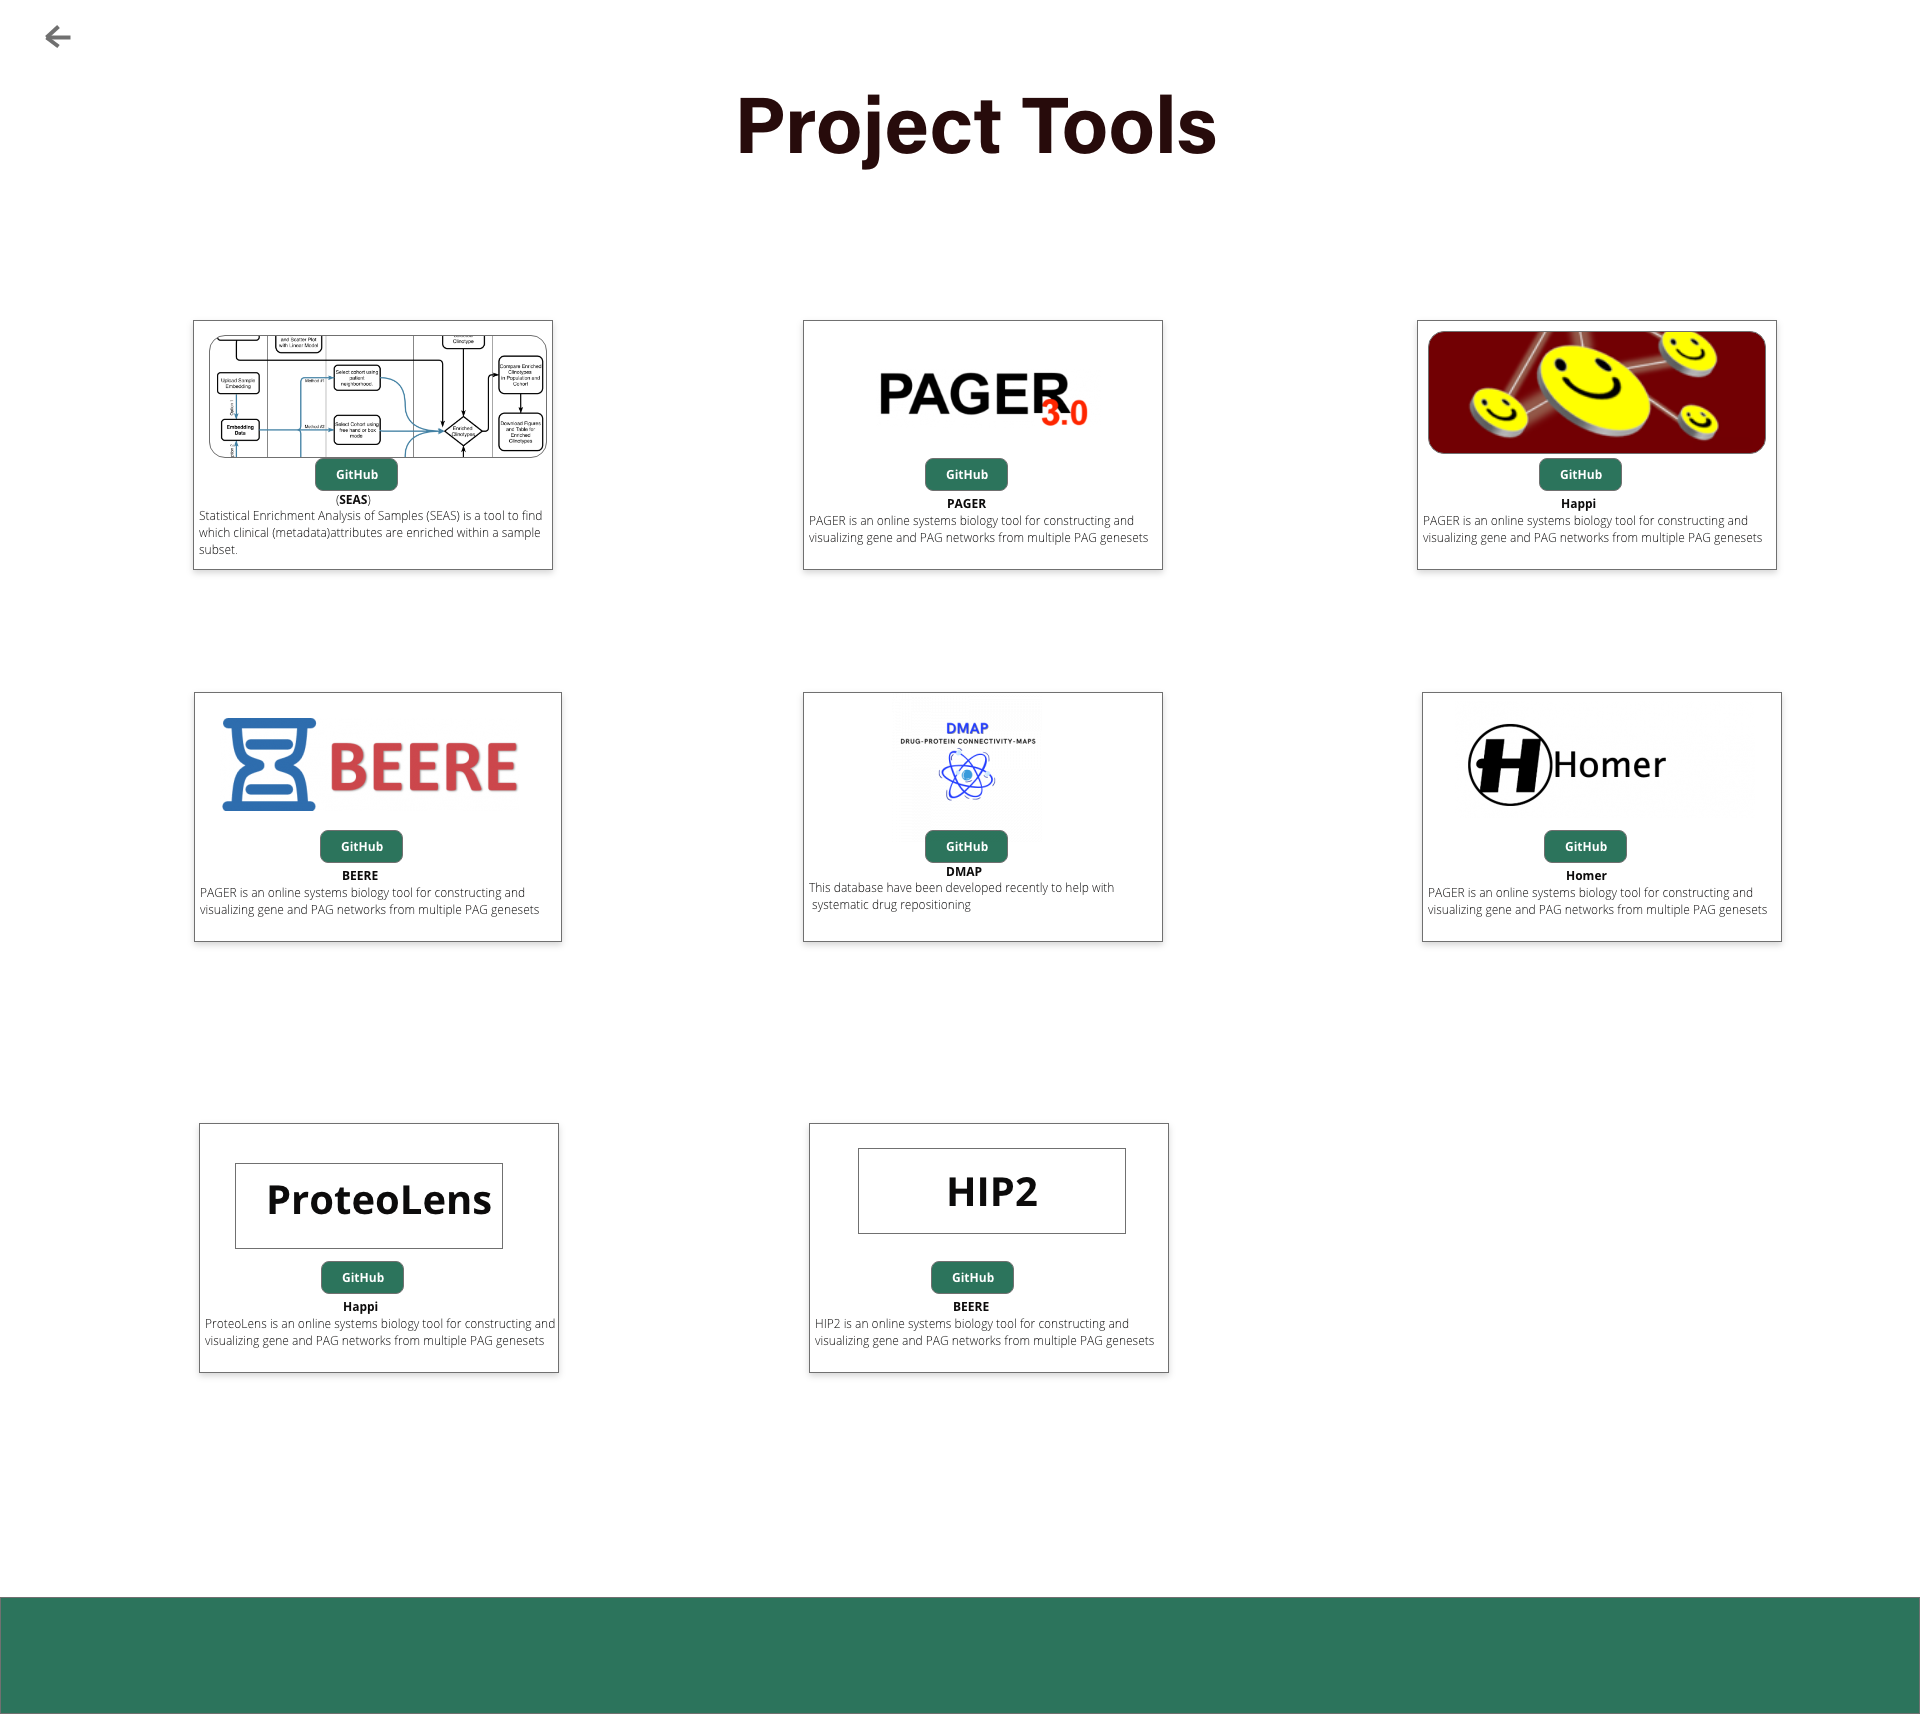 Project Tools
and Scatter Plot
with Linear Model
Clinotype
Upload Sample
Embedding
Select cohort using
patient
neighborhood.
Compare Enriched
Clinotypes
in Population and
Cohort
Method #1
Option 1
Embedding
Data
Method #2
Select Cohort using
free hand or box
mode
Enriched
Clinotypes
Download Figures
and Table for
Enriched
Clinotypes
GitHub
(SEAS)
Statistical Enrichment Analysis of Samples (SEAS) is a tool to find
which clinical (metadata)attributes are enriched within a sample
subset.
PAGER
3.0
GitHub
PAGER
PAGER is an online systems biology tool for constructing and
visualizing gene and PAG networks from multiple PAG genesets
GitHub
Happi
PAGER is an online systems biology tool for constructing and
visualizing gene and PAG networks from multiple PAG genesets
BEERE
GitHub
BEERE
PAGER is an online systems biology tool for constructing and
visualizing gene and PAG networks from multiple PAG genesets
DMAP
DRUG-PROTEIN CONNECTIVITY-MAPS
GitHub
DMAP
This database have been developed recently to help with
systematic drug repositioning
H Homer
GitHub
Homer
PAGER is an online systems biology tool for constructing and
visualizing gene and PAG networks from multiple PAG genesets
ProteoLens
GitHub
Happi
ProteoLens is an online systems biology tool for constructing and
visualizing gene and PAG networks from multiple PAG genesets
HIP2
GitHub
BEERE
HIP2 is an online systems biology tool for constructing and
visualizing gene and PAG networks from multiple PAG genesets